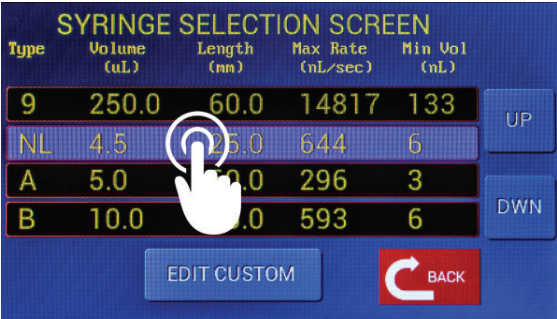 SYRINGE SELECTION SCREEN
Type Volume Length Max Rate Min Vol
(uL) (mm) (nL/sec) (nL)
9 250.0 60.0 14817 133
UP
NL 4.5 644 6
A 5.0 296 3
DWN
B 10.0 593 6
EDIT CUSTOM BACK